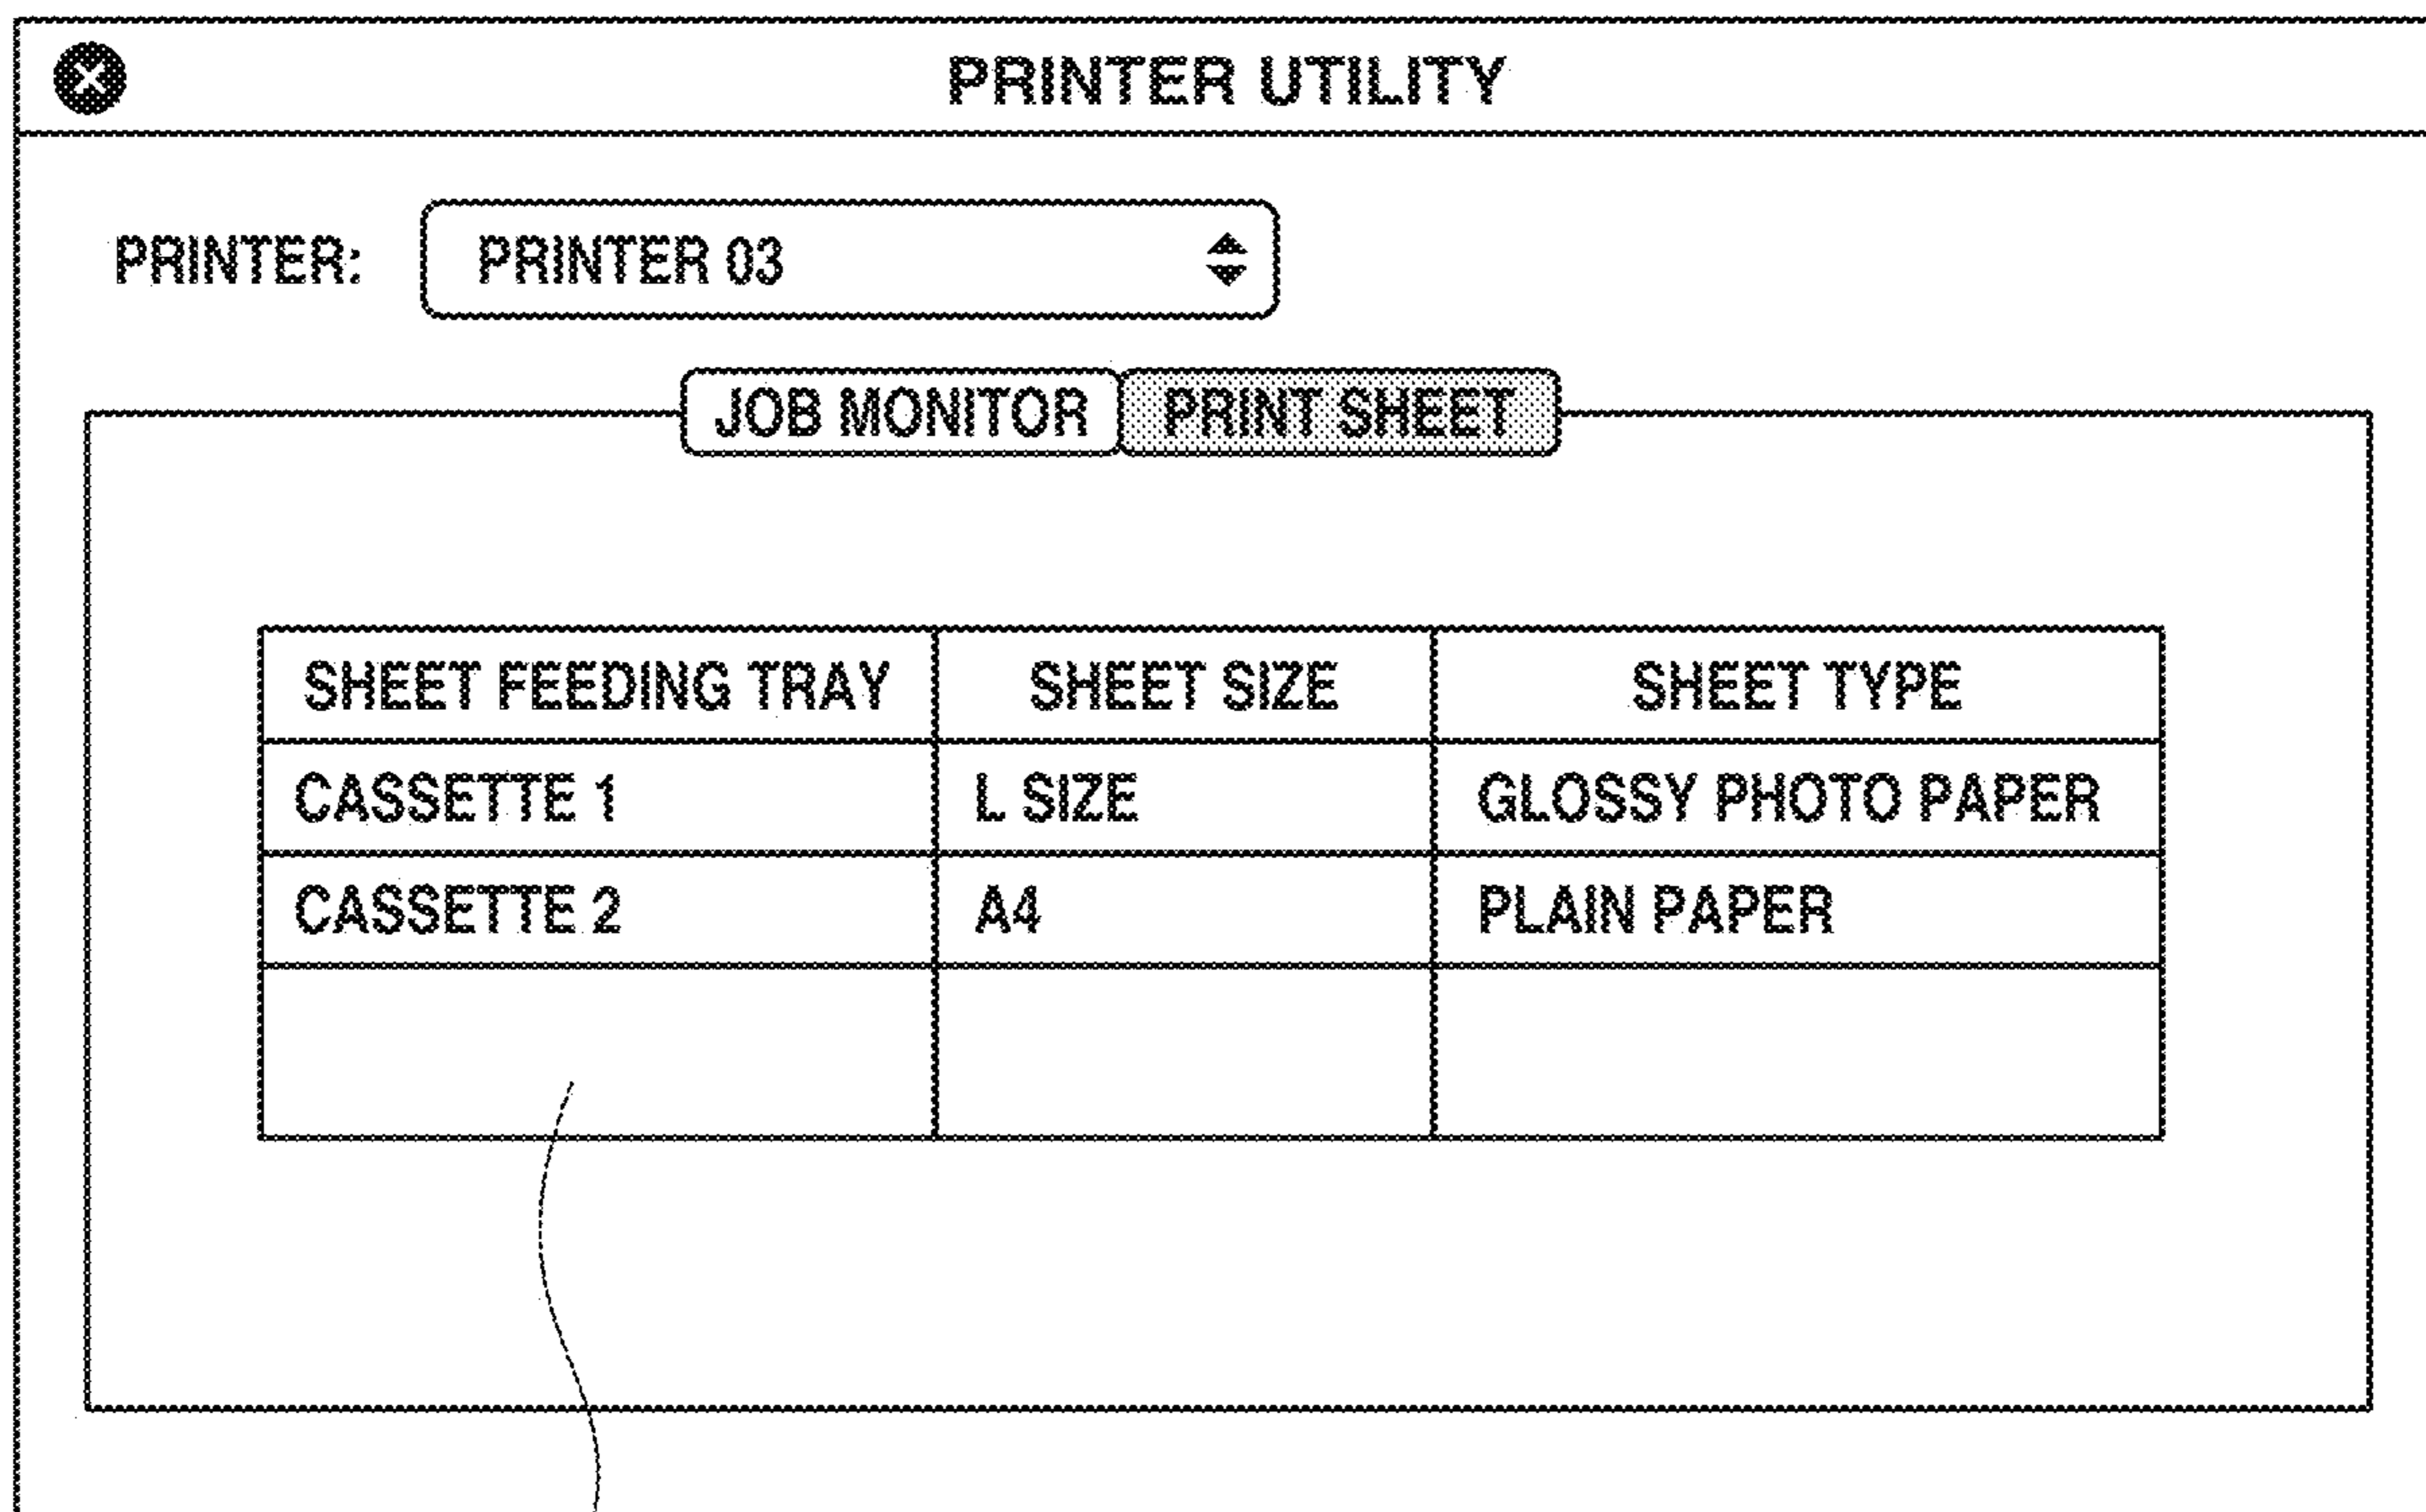 PRINTER UTILITY
PRINTER: PRINTER 03
JOB MONITOR PRINT SHEET
SHEET FEEDING TRAY SHEET SIZE SHEET TYPE
CASSETTE 1 L SIZE GLOSSY PHOTO PAPER
CASSETTE 2 A4 PLAIN PAPER